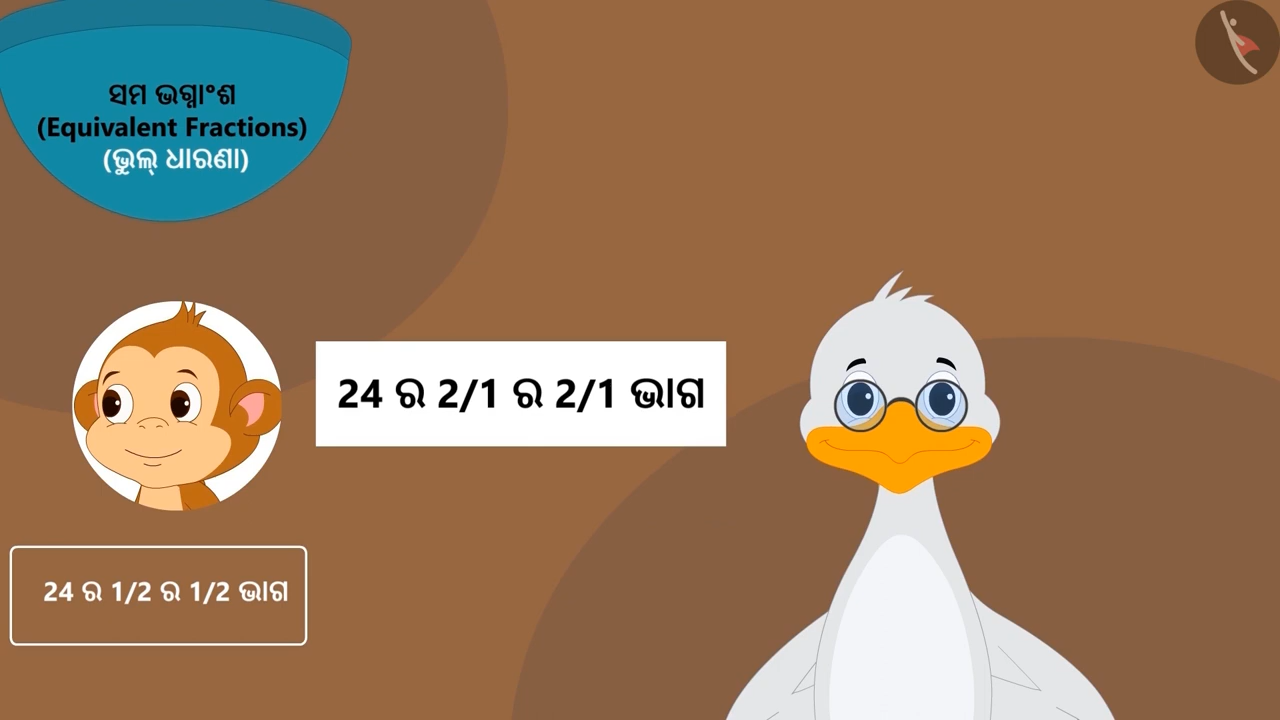 ସମ ଭଗ୍ନାଂଶ
(Equivalent Fractions)
(ଭୁଲ୍ ଧାରଣା)
24 ର 2/1 ର 2/1 ଭାଗ
24 ର 1/2 ର 1/2 ଭାଗ